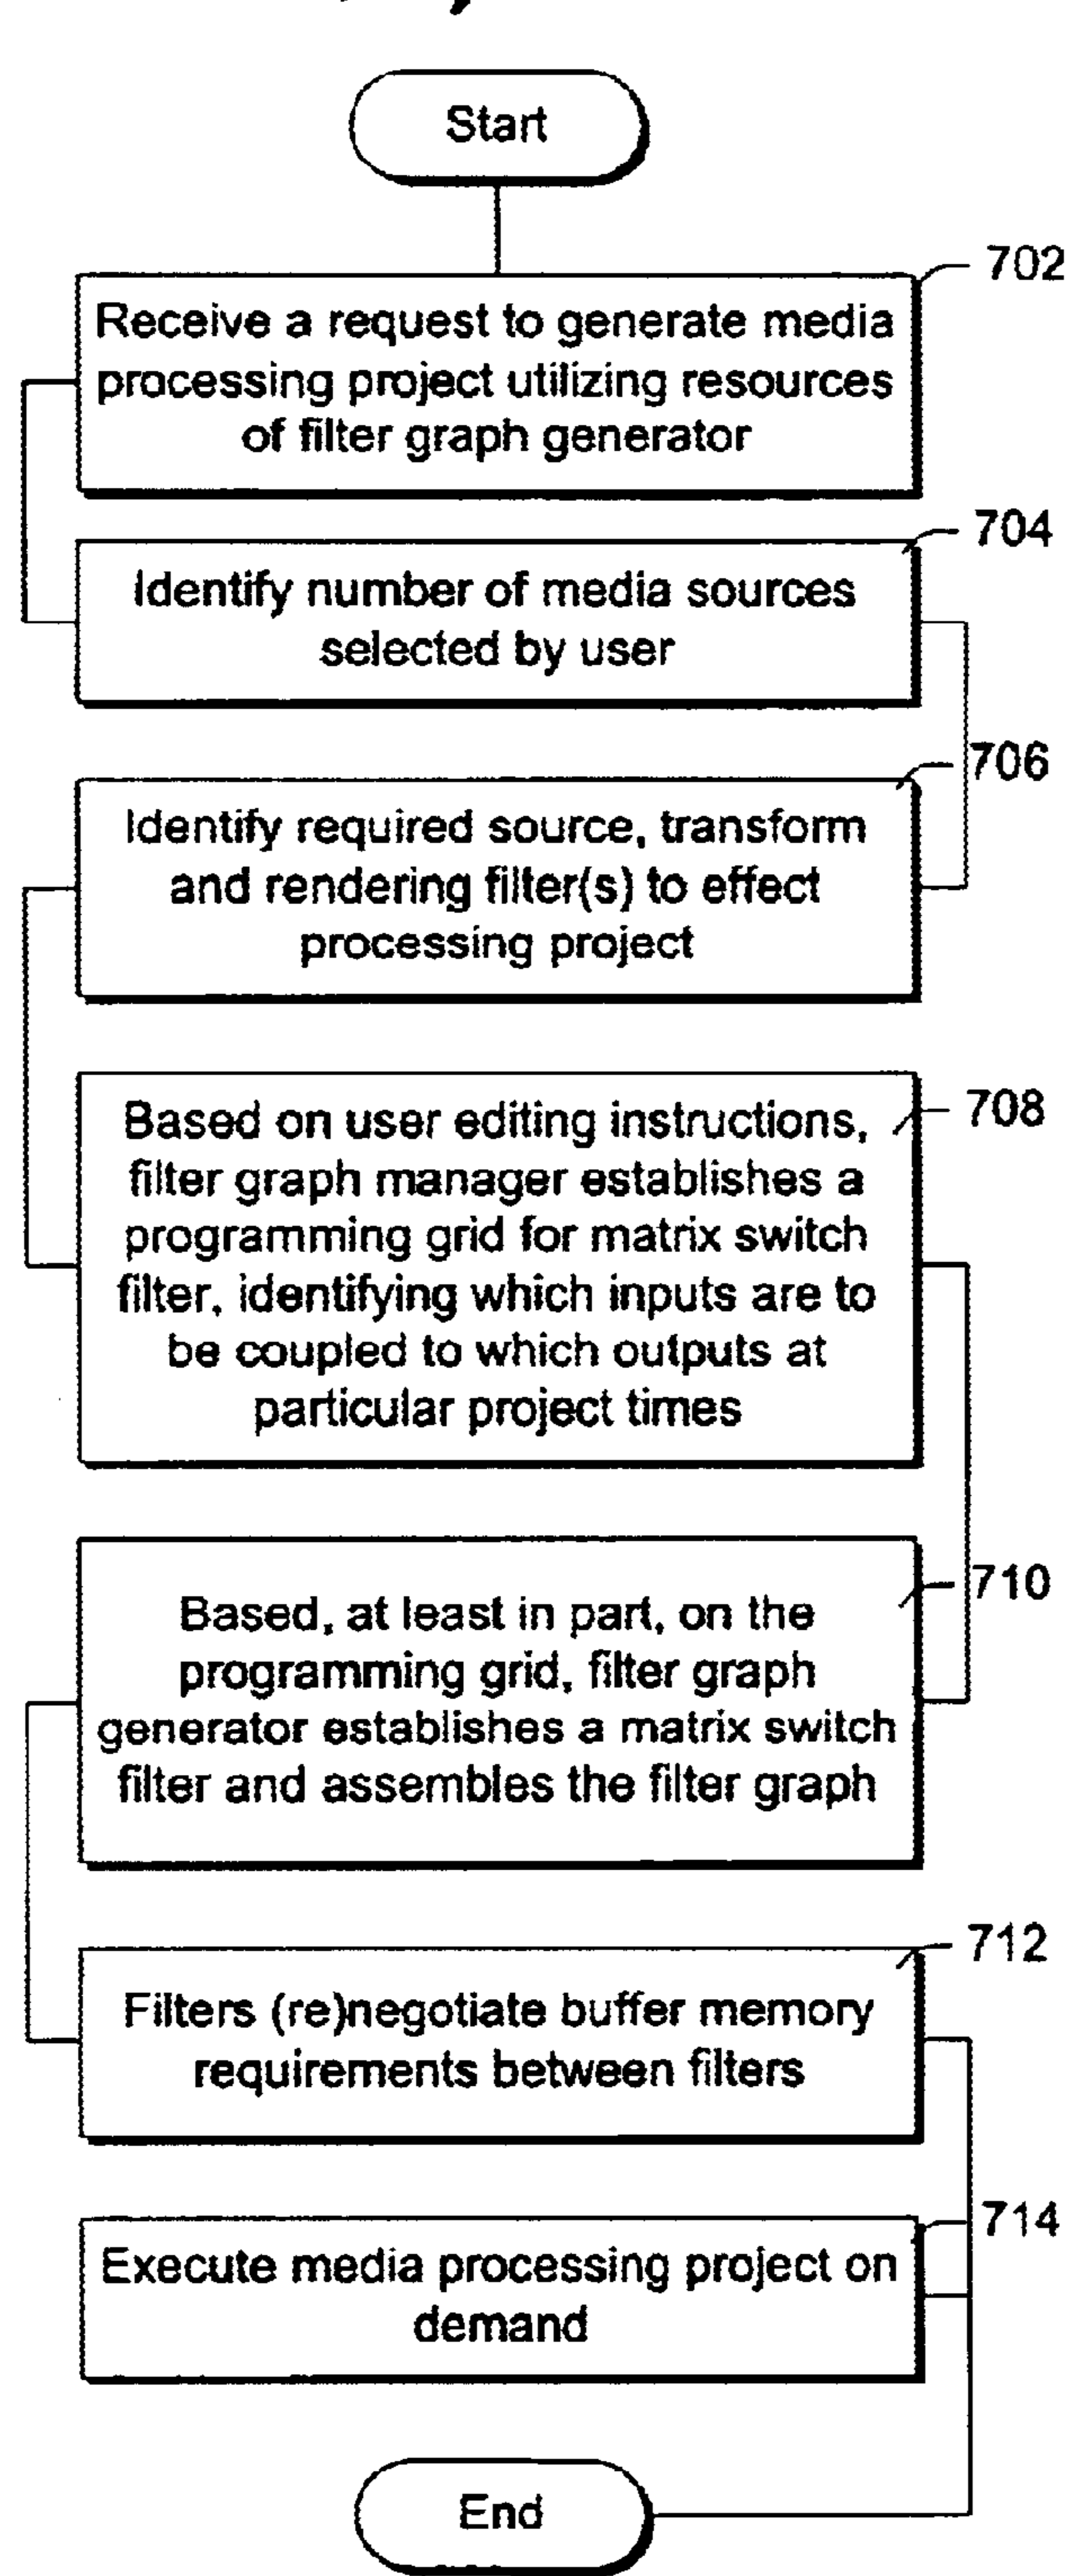 Start
702
Receive a request to generate media
processing project utilizing resources
of filter graph generator
704
Identify number of media sources
selected by user
706
Identify required source, transform
and rendering filter(s) to effect
processing project
708
Based on user editing instructions,
filter graph manager establishes a
programming grid for matrix switch
filter, identifying which inputs are to
be coupled to which outputs at
particular project times
710
Based, at least in part, on the
programming grid, filter graph
generator establishes a matrix switch
filter and assembles the filter graph
712
Filters (re)negotiate buffer memory
requirements between filters
714
Execute media processing project on
demand
End